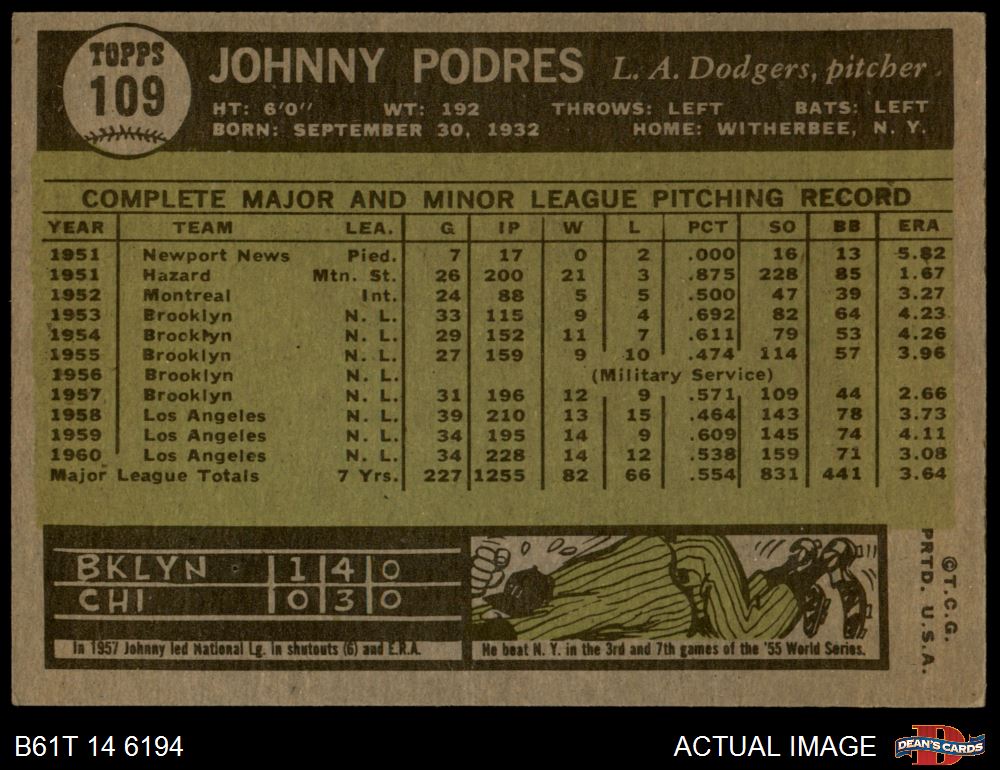 TOPPS
109
JOHNNY PODRES L. A. Dodgers, pitcher
HT: 6'0" WT: 192 THROWS: LEFT BATS: LEFT
BORN: SEPTEMBER 30, 1932 HOME: WITHERBEE, N. Y.
COMPLETE MAJOR AND MINOR LEAGUE PITCHING RECORD
YEAR TEAM LEA. G IP W L PCT SO BB ERA
1951 Newport News Pied. 7 17 0 2 .000 16 13 5.82
1951 Hazard Mtn. St. 26 200 21 3 .875 228 85 1.67
1952 Montreal Int. 24 88 5 5 .500 47 39 3.27
1953 Brooklyn N. L. 33 115 9 4 .692 82 64 4.23
1954 Brooklyn N. L. 29 152 11 7 .611 79 53 4.26
1955 Brooklyn N. L. 27 159 9 10 .474 114 57 3.96
1956 Brooklyn N. L. (Military Service)
1957 Brooklyn N. L. 31 196 12 9 .571 109 44 2.66
1958 Los Angeles N. L. 39 210 13 15 .464 143 78 3.73
1959 Los Angeles N. L. 34 195 14 9 .609 145 74 4.11
1960 Los Angeles N. L. 34 228 14 12 .538 159 71 3.08
Major League Totals 7 Yrs. 227 1255 82 66 .554 831 441 3.64
BKLYN 1 4 0
CHI 0 3 0
In 1957 Johnny led National Lg. in shutouts (6) and E.R.A.
He beat N. Y. in the 3rd and 7th games of the '55 World Series.
©T.C.G.
PRTD. U.S.A.
B61T 14 6194
ACTUAL IMAGE
D
DEAN'S CARDS